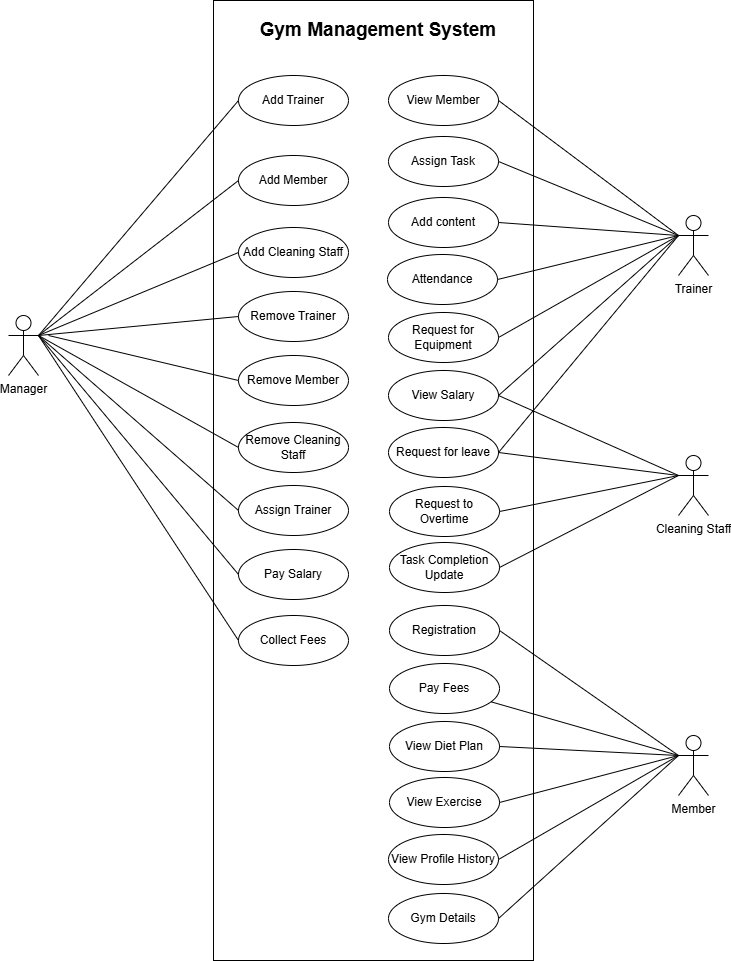 Gym Management System
Add Trainer
Add Member
Add Cleaning Staff
Remove Trainer
Remove Member
Remove Cleaning
Staff
Assign Trainer
Pay Salary
Collect Fees
View Member
Assign Task
Add content
Attendance
Request for
Equipment
View Salary
Request for leave
Request to
Overtime
Task Completion
Update
Registration
Pay Fees
View Diet Plan
View Exercise
View Profile History
Gym Details
Manager
Trainer
Cleaning Staff
Member